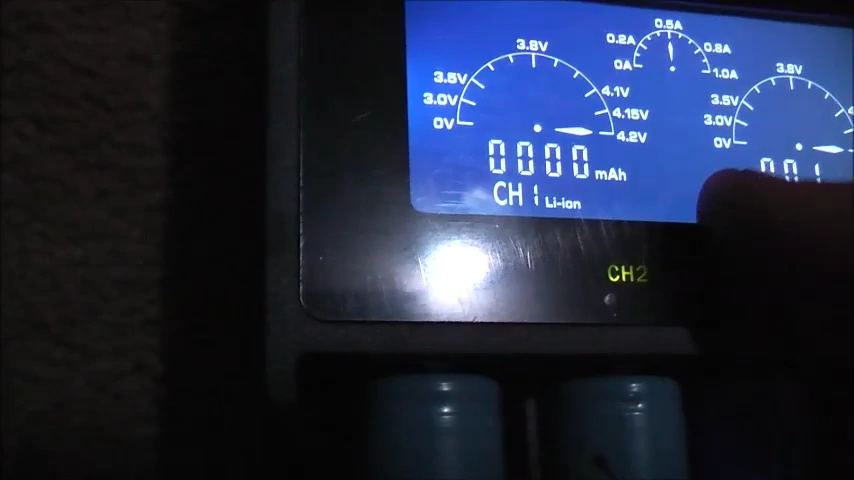 0.5A
0.2A 0.8A
0A 1.0A
3.8V
3.5V 4.1V
3.0V 4.15V
0V 4.2V
0000 mAh
CH 1 Li-ion
3.8V
3.5V
3.0V
0V
CH2